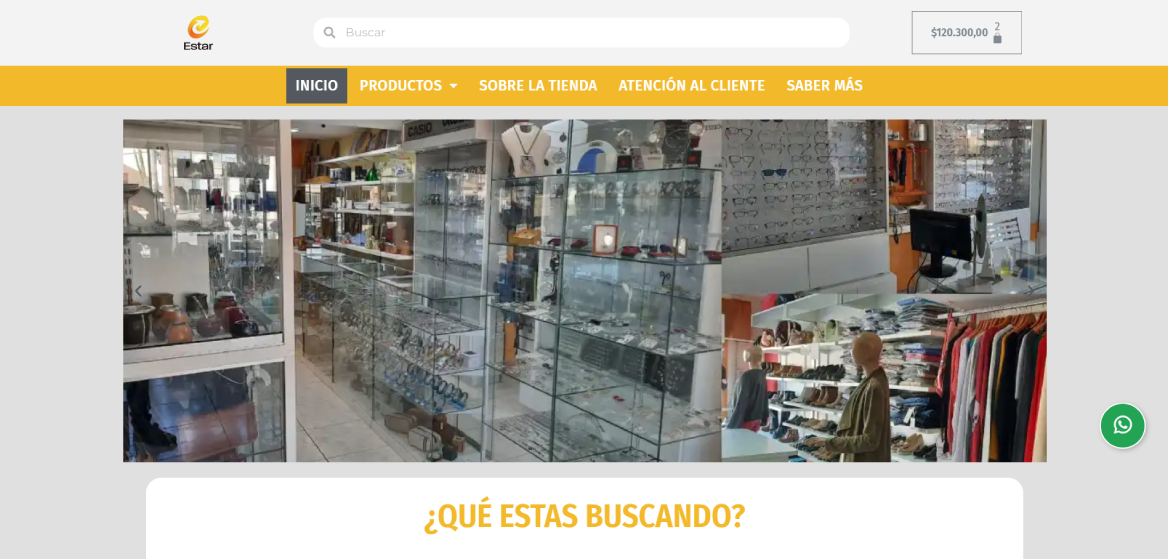 Estar
Buscar
$120.300,00
2
INICIO
PRODUCTOS
SOBRE LA TIENDA
ATENCIÓN AL CLIENTE
SABER MÁS
CASIO
¿QUÉ ESTAS BUSCANDO?